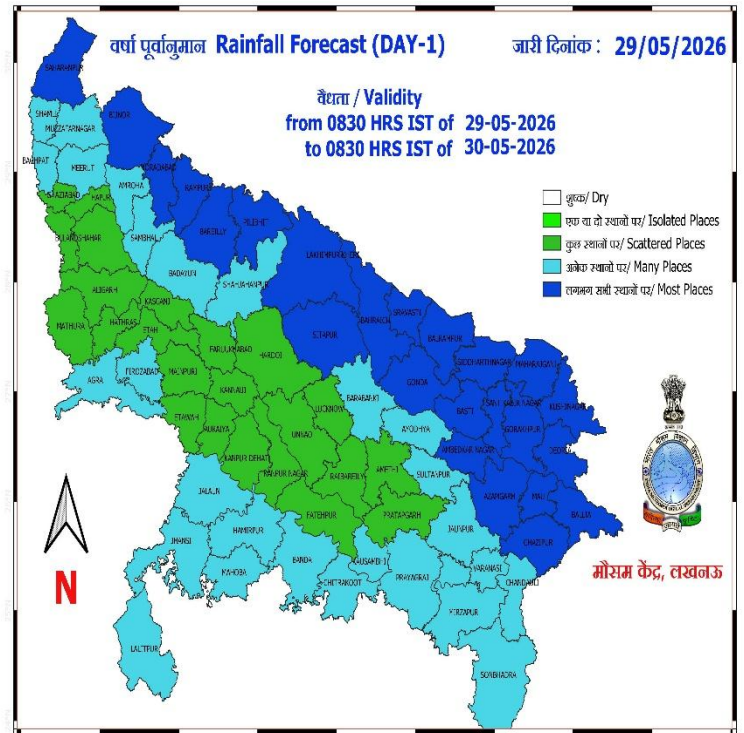 वर्षा पूर्वानुमान Rainfall Forecast (DAY-1)
जारी दिनांक : 29/05/2026
वैधता / Validity
from 0830 HRS IST of 29-05-2026
to 0830 HRS IST of 30-05-2026
शुष्क/ Dry
एक या दो स्थानों पर/ Isolated Places
कुछ स्थानों पर/ Scattered Places
अनेक स्थानों पर/ Many Places
लगभग सभी स्थानों पर/ Most Places
SAHARANPUR
SHAMLI
MUZZAFARNAGAR
BIJNOR
BAGHPAT
MEERUT
AMROHA
MORADABAD
RAMPUR
GHAZIABAD
HAPUR
BULANDSHAHAR
SAMBHAL
BAREILLY
PILIBHIT
BADAYUN
SHAHJAHANPUR
LAKHIMPUR KHERI
ALIGARH
KASGANJ
MATHURA
HATHRAS
ETAH
SITAPUR
BAHRAICH
SRAVASTI
BALRAMPUR
SIDDHARTHNAGAR
MAHARAJGANJ
FARRUKHABAD
HARDOI
AGRA
FIROZABAD
MAINPURI
KANNAUJ
GONDA
BASTI
SANT KABIR NAGAR
KUSHINAGAR
GORAKHPUR
DEORIA
LUCKNOW
BARABANKI
AYODHYA
AMBEDKAR NAGAR
ETAWAH
AURAIYA
UNNAO
KANPUR DEHAT
KANPUR NAGAR
RAEBARELY
AMETHI
SULTANPUR
AZAMGARH
MAU
BALLIA
JALAUN
FATEHPUR
PRATAPGARH
JAUNPUR
GHAZIPUR
HAMIRPUR
JHANSI
MAHOBA
BANDA
KAUSAMBHI
CHITRAKOOT
PRAYAGRAJ
VARANASI
CHANDAULI
MIRZAPUR
LALITPUR
SONBHADRA
N
मौसम केंद्र, लखनऊ